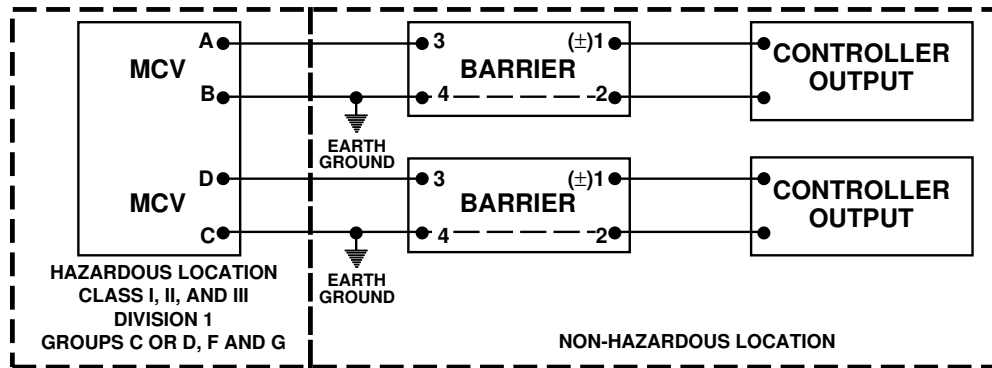 A
MCV
B
3
(±)1
BARRIER
4
2
EARTH
GROUND
CONTROLLER
OUTPUT
D
MCV
C
3
(±)1
BARRIER
4
2
EARTH
GROUND
CONTROLLER
OUTPUT
HAZARDOUS LOCATION
CLASS I, II, AND III
DIVISION 1
GROUPS C OR D, F AND G
NON-HAZARDOUS LOCATION